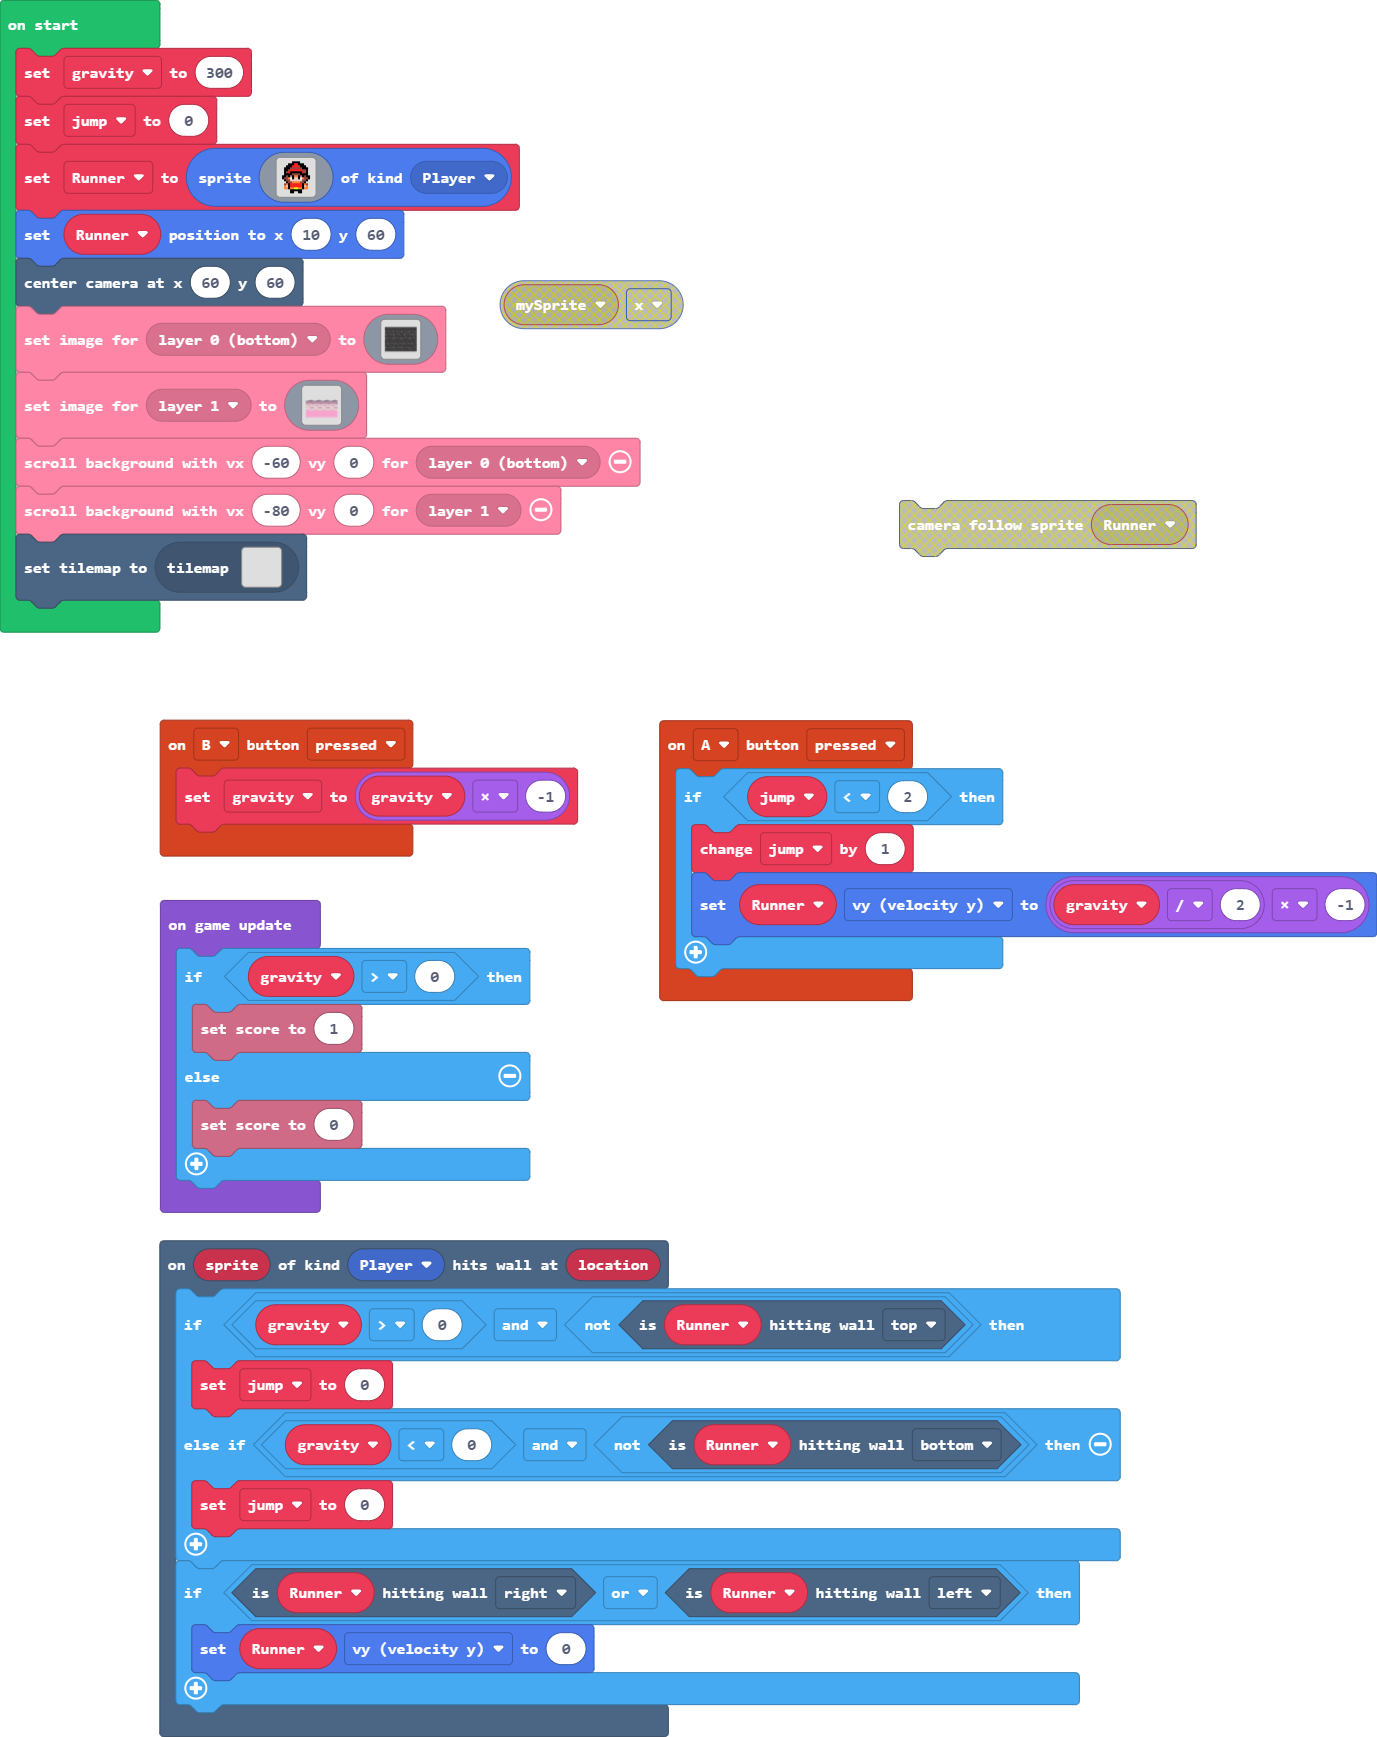 on start
set gravity to 300
set jump to 0
set Runner to sprite of kind Player
set Runner position to x 10 y 60
center camera at x 60 y 60
mySprite x
set image for layer 0 (bottom) to
set image for layer 1 to
scroll background with vx -60 vy 0 for layer 0 (bottom)
scroll background with vx -80 vy 0 for layer 1
camera follow sprite Runner
set tilemap to tilemap
on B button pressed
set gravity to gravity × -1
on A button pressed
if jump < 2 then
change jump by 1
set Runner vy (velocity y) to gravity / 2 × -1
on game update
if gravity > 0 then
set score to 1
else
set score to 0
on sprite of kind Player hits wall at location
if gravity > 0 and not is Runner hitting wall top then
set jump to 0
else if gravity < 0 and not is Runner hitting wall bottom then
set jump to 0
if is Runner hitting wall right or is Runner hitting wall left then
set Runner vy (velocity y) to 0